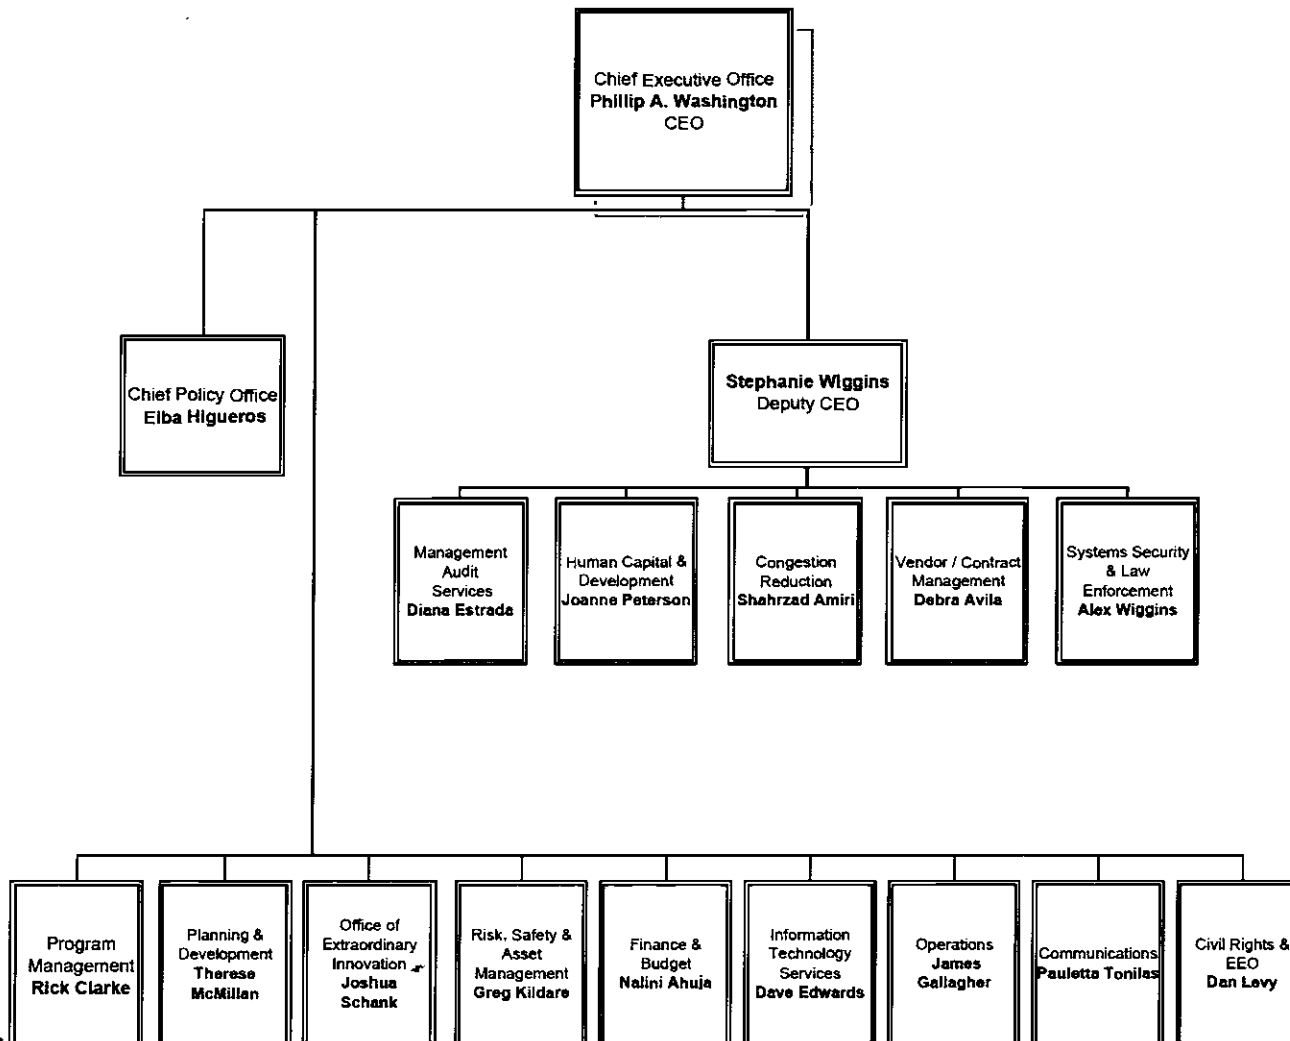 Chief Executive Office
Phillip A. Washington
CEO
Chief Policy Office
Elba Higueros
Stephanie Wiggins
Deputy CEO
Management
Audit
Services
Diana Estrada
Human Capital &
Development
Joanne Peterson
Congestion
Reduction
Shahrzad Amiri
Vendor / Contract
Management
Debra Avila
Systems Security
& Law
Enforcement
Alex Wiggins
Program
Management
Rick Clarke
Planning &
Development
Therese
McMillan
Office of
Extraordinary
Innovation
Joshua
Schank
Risk, Safety &
Asset
Management
Greg Kildare
Finance &
Budget
Nalini Ahuja
Information
Technology
Services
Dave Edwards
Operations
James
Gallagher
Communications
Pauletta Tonilas
Civil Rights &
EEO
Dan Levy